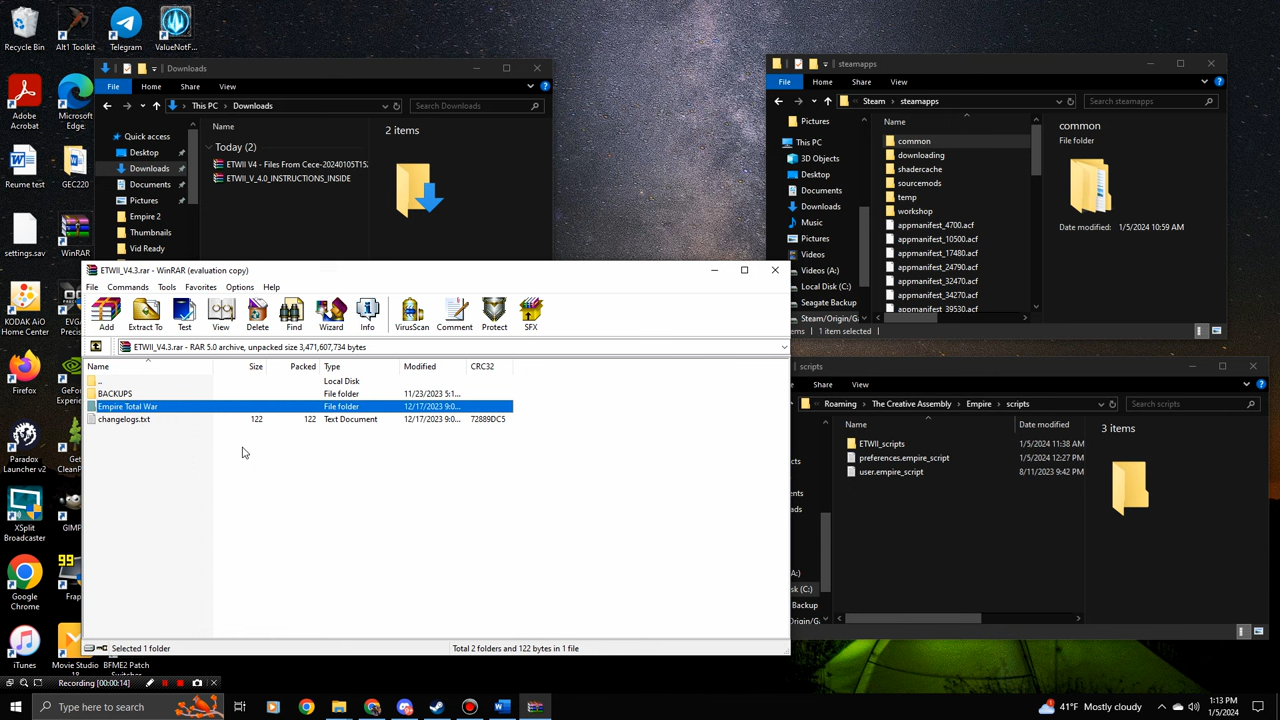 Recycle Bin
Alt1 Toolkit
Telegram
ValueNotF...
Adobe Acrobat
Microsoft Edge
Reume test
GEC220
settings.sav
WinRAR
KODAK AiO Home Center
Firefox
Paradox Launcher v2
XSplit Broadcaster
Google Chrome
iTunes
Movie Studio
BFME2 Patch
Downloads
File
Home
Share
View
This PC
Downloads
Search Downloads
Quick access
Desktop
Downloads
Documents
Pictures
Empire 2
Thumbnails
Vid Ready
Name
Today (2)
ETWII V4 - Files From Cece-20240105T15
ETWII_V_4.0_INSTRUCTIONS_INSIDE
2 items
steamapps
File
Home
Share
View
Steam
steamapps
Search steamapps
Pictures
This PC
3D Objects
Desktop
Documents
Downloads
Music
Pictures
Videos
Videos (A:)
Local Disk (C:)
Seagate Backup
Name
common
downloading
shadercache
sourcemods
temp
workshop
appmanifest_4700.acf
appmanifest_10500.acf
appmanifest_17480.acf
appmanifest_24790.acf
appmanifest_32470.acf
appmanifest_34270.acf
appmanifest_39530.acf
common
File folder
Date modified: 1/5/2024 10:59 AM
1 item selected
ETWII_V4.3.rar - WinRAR (evaluation copy)
File
Commands
Tools
Favorites
Options
Help
Add
Extract To
Test
View
Delete
Find
Wizard
Info
VirusScan
Comment
Protect
SFX
ETWII_V4.3.rar - RAR 5.0 archive, unpacked size 3,471,607,734 bytes
Name Size Packed Type Modified CRC32
.. Local Disk
BACKUPS File folder 11/23/2023 5:1...
Empire Total War File folder 12/17/2023 9:0...
changelogs.txt 122 122 Text Document 12/17/2023 9:0... 72889DC5
Selected 1 folder
Total 2 folders and 122 bytes in 1 file
scripts
Share
View
Roaming
The Creative Assembly
Empire
scripts
Search scripts
Name Date modified
ETWII_scripts 1/5/2024 11:38 AM
preferences.empire_script 1/5/2024 12:27 PM
user.empire_script 8/11/2023 9:42 PM
3 items
Recording [00:00:14]
Type here to search
41°F Mostly cloudy
1:13 PM
1/5/2024